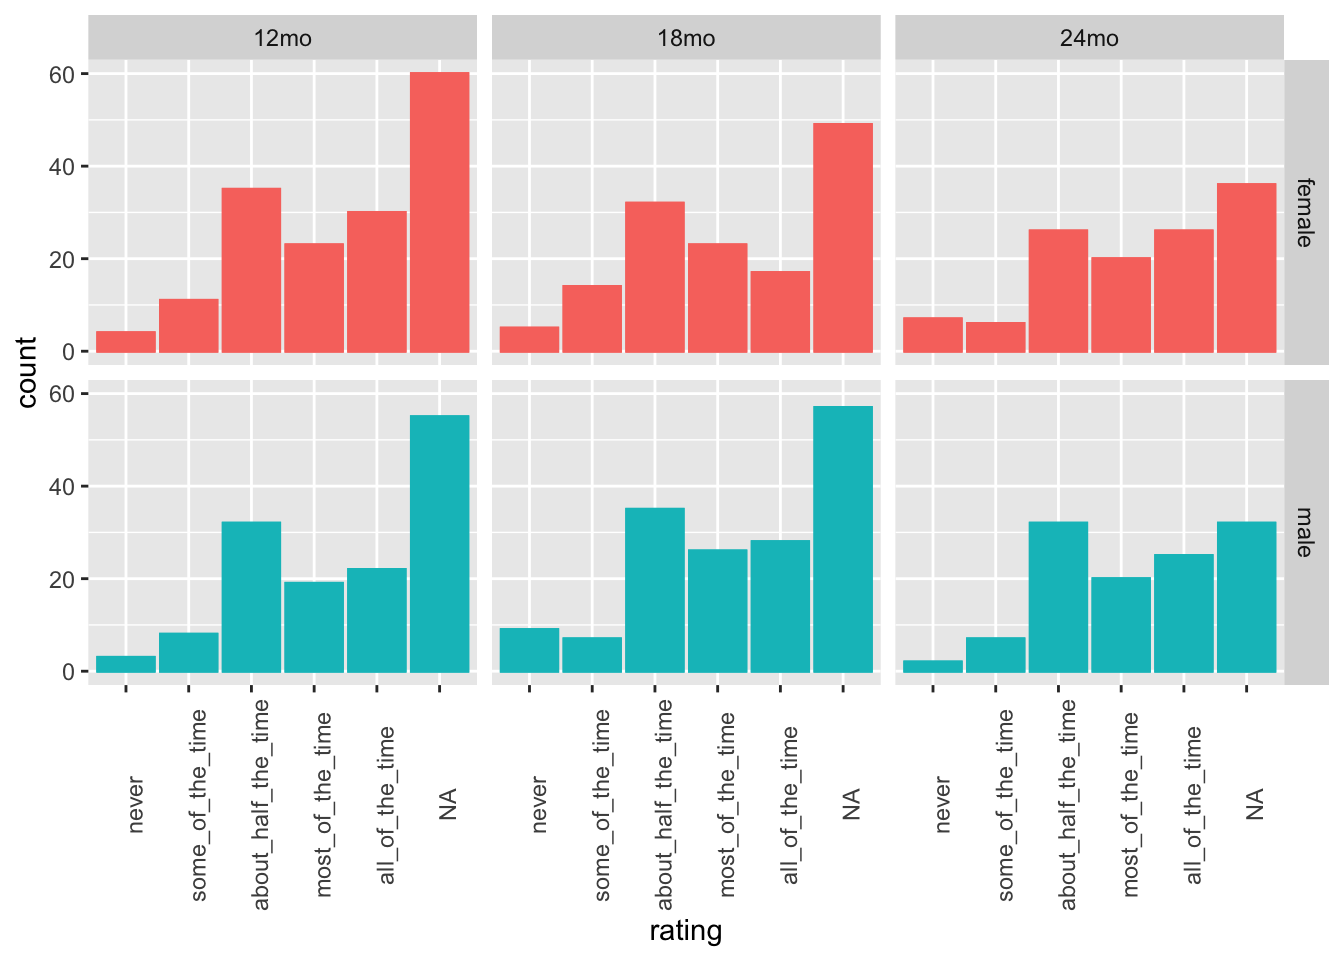 12mo 18mo 24mo
60
40
20
0
female
count
60
40
20
0
male
never some_of_the_time about_half_the_time most_of_the_time all_of_the_time NA never some_of_the_time about_half_the_time most_of_the_time all_of_the_time NA never some_of_the_time about_half_the_time most_of_the_time all_of_the_time NA
rating